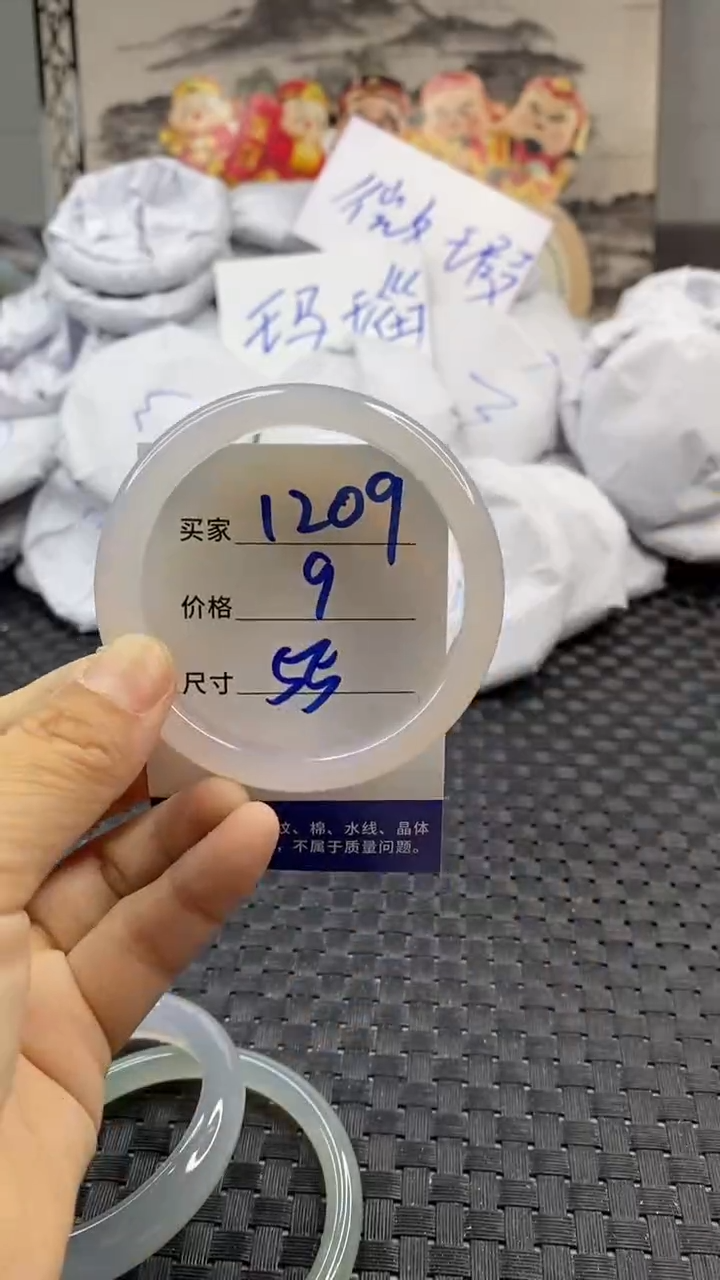 微瑕
玛瑙
买家 1209
价格 9
尺寸 55
纹、棉、水线、晶体
，不属于质量问题。